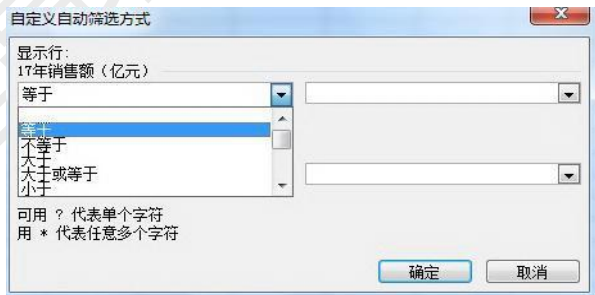 自定义自动筛选方式
显示行:
17年销售额（亿元）
等于
等于
不等于
大于
大于或等于
小于
可用 ? 代表单个字符
用 * 代表任意多个字符
确定 取消